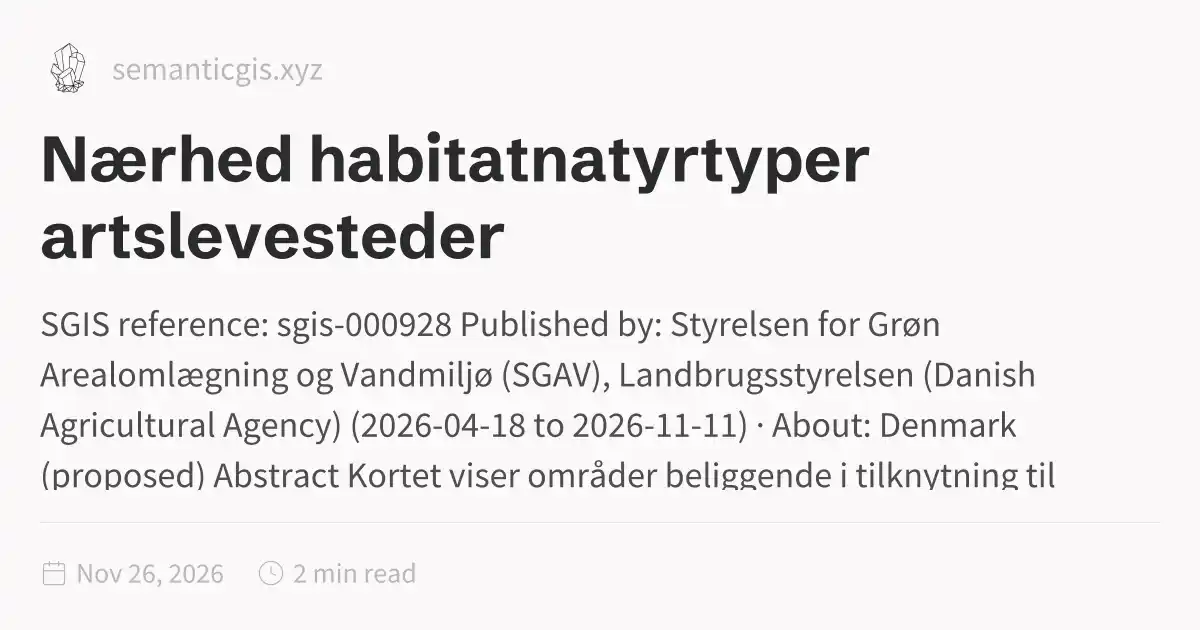 semanticgis.xyz
Nærhed habitatnatyrtyper
artslevesteder
SGIS reference: sgis-000928 Published by: Styrelsen for Grøn
Arealomlægning og Vandmiljø (SGAV), Landbrugsstyrelsen (Danish
Agricultural Agency) (2026-04-18 to 2026-11-11) · About: Denmark
(proposed) Abstract Kortet viser områder beliggende i tilknytning til
Nov 26, 2026 2 min read